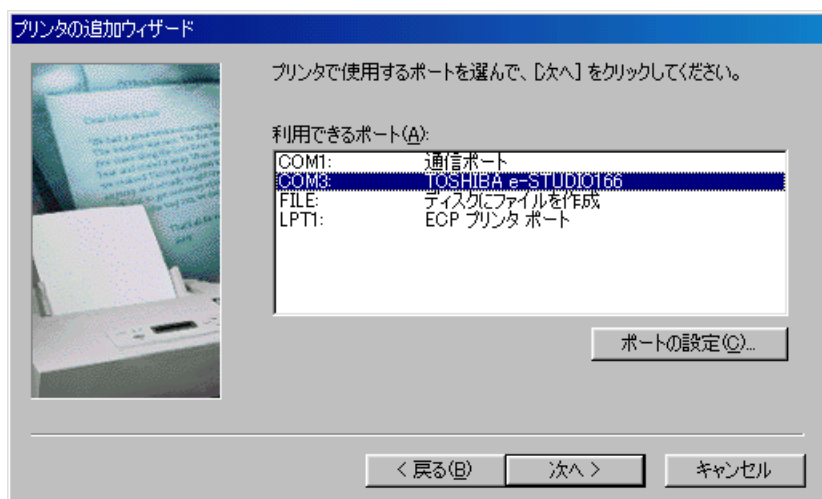 プリンタの追加ウィザード
プリンタで使用するポートを選んで、[次へ] をクリックしてください。
利用できるポート(A):
COM1: 通信ポート
COM3: TOSHIBA e-STUDIO166
FILE: ディスクにファイルを作成
LPT1: ECP プリンタ ポート
ポートの設定(C)...
< 戻る(B) 次へ > キャンセル